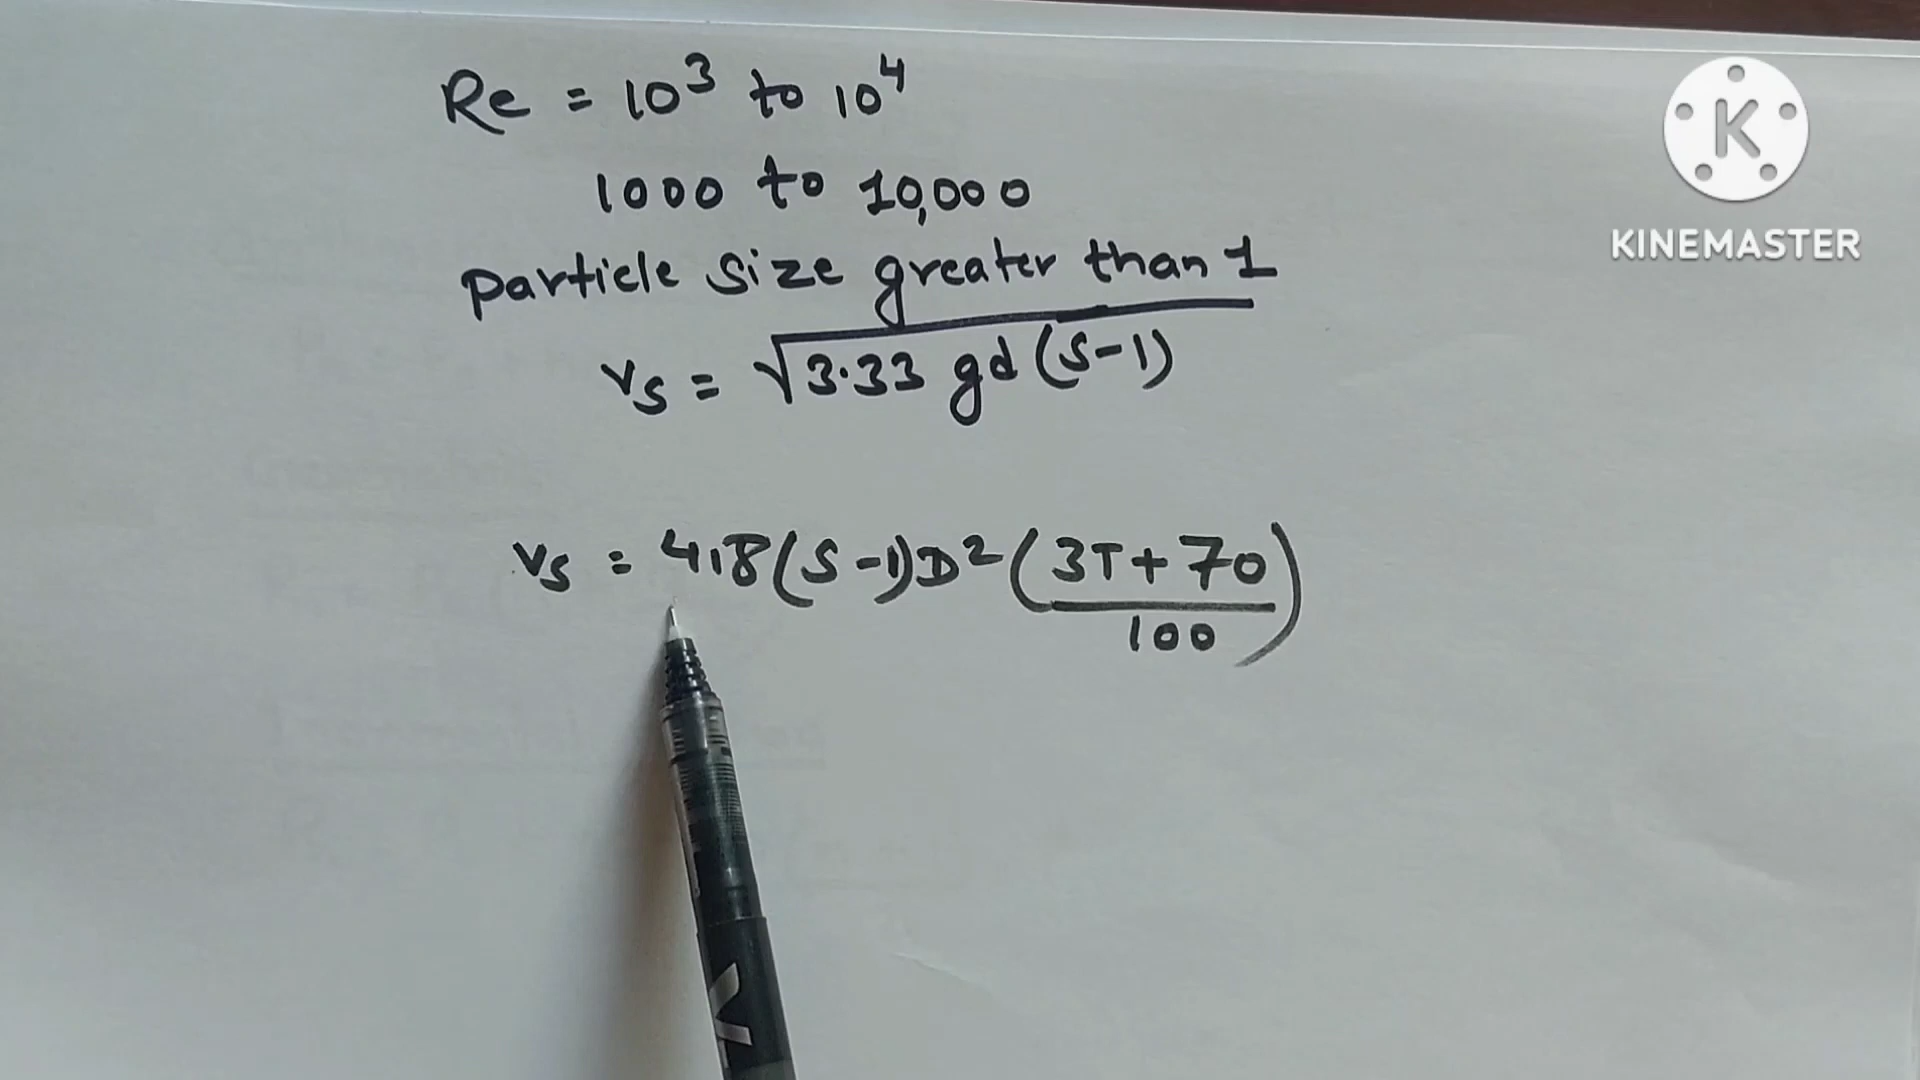 Re = 10³ to 10⁴
1000 to 10,000
particle size greater than 1
vs = √3.33 gd (S-1)
vs = 418 (S-1) D² (3T + 70 / 100)
K
KINEMASTER
V